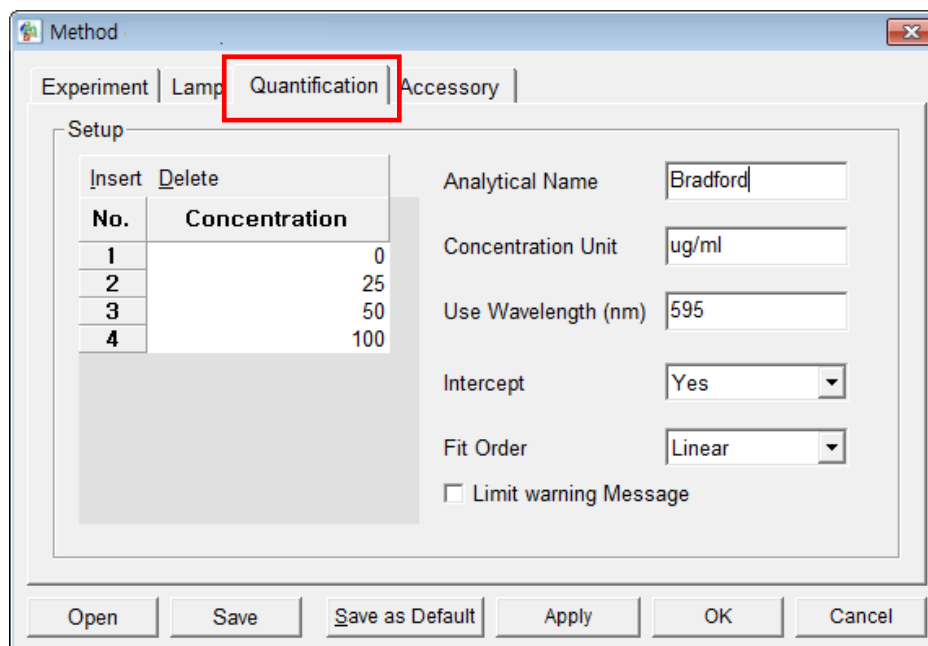 Method
Experiment Lamp Quantification Accessory
Setup
Insert Delete
No. Concentration
1 0
2 25
3 50
4 100
Analytical Name Bradford
Concentration Unit ug/ml
Use Wavelength (nm) 595
Intercept Yes
Fit Order Linear
Limit warning Message
Open Save Save as Default Apply OK Cancel